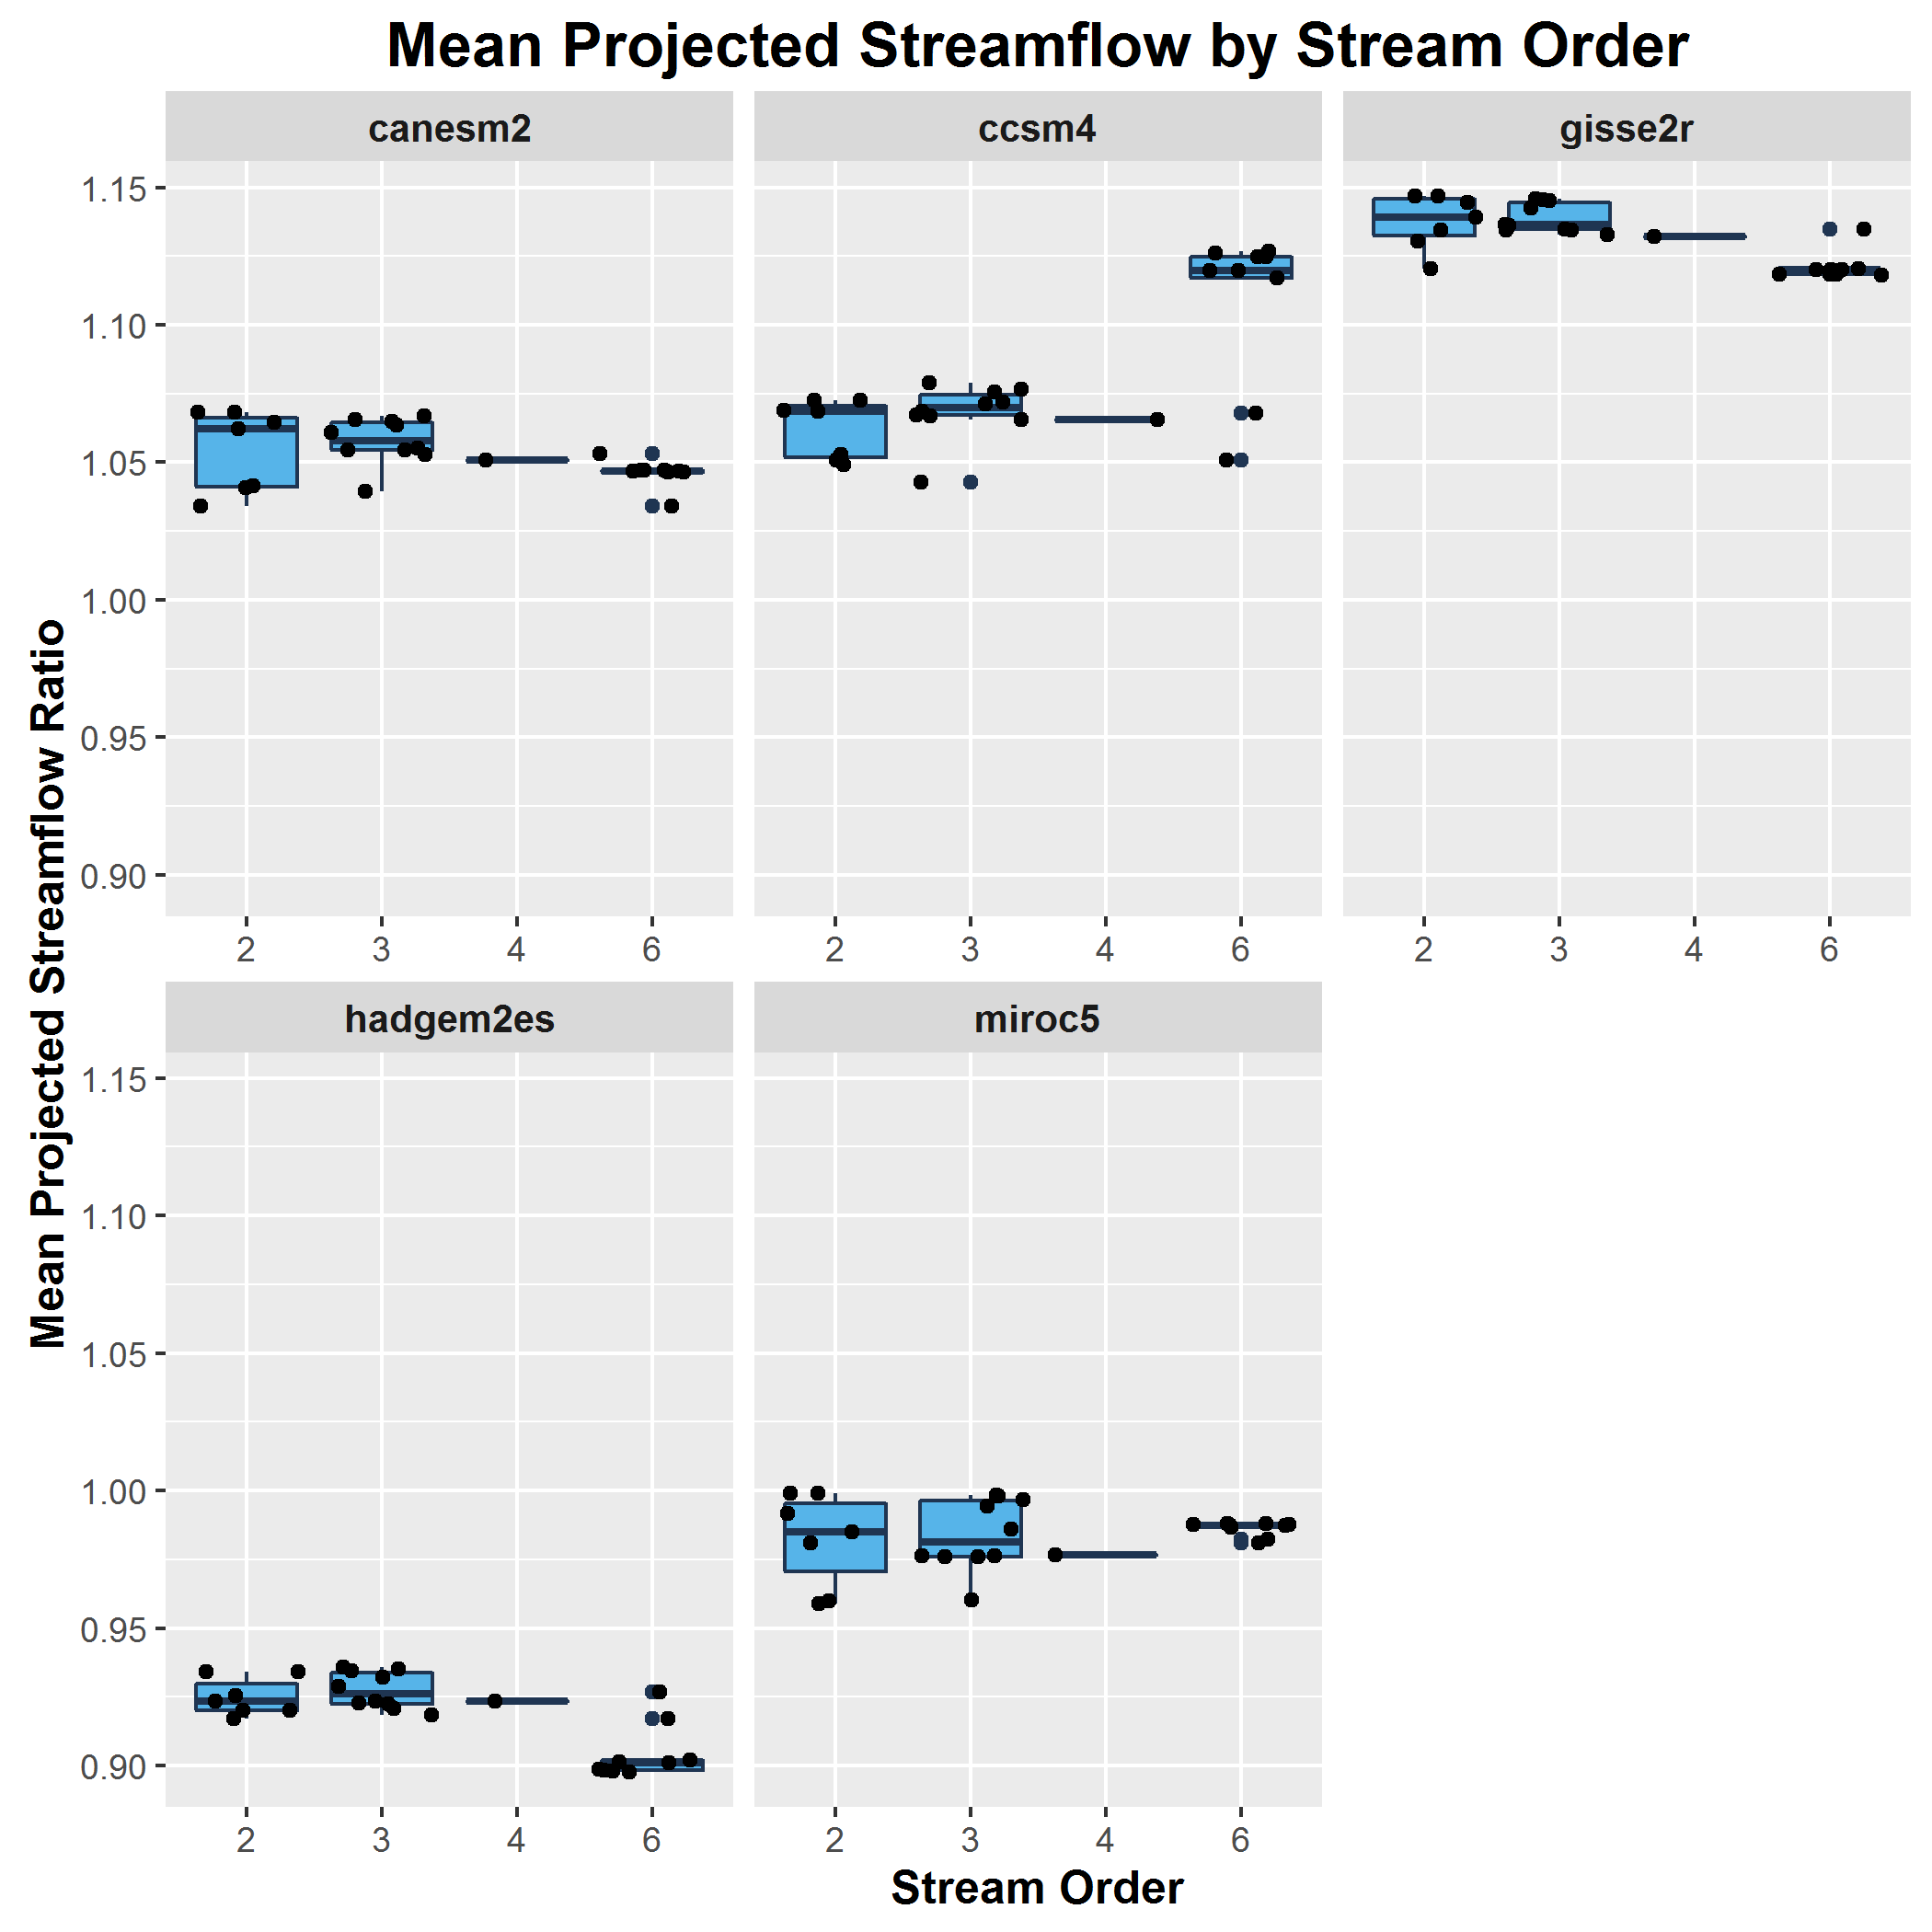 Mean Projected Streamflow by Stream Order
canesm2 ccsm4 gisse2r
1.15
1.10
1.05
1.00
0.95
0.90
2 3 4 6 2 3 4 6 2 3 4 6
Mean Projected Streamflow Ratio
hadgem2es miroc5
1.15
1.10
1.05
1.00
0.95
0.90
2 3 4 6 2 3 4 6
Stream Order